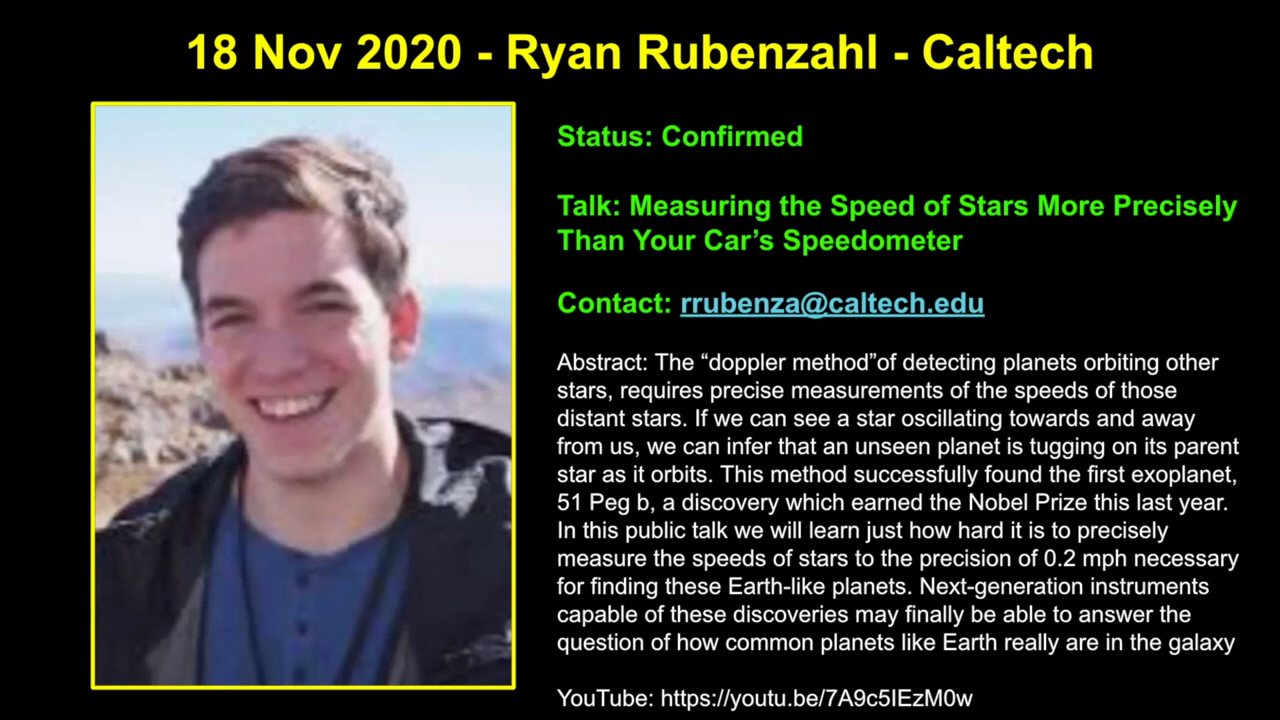 18 Nov 2020 - Ryan Rubenzahl - Caltech
Status: Confirmed
Talk: Measuring the Speed of Stars More Precisely
Than Your Car’s Speedometer
Contact: rrubenza@caltech.edu
Abstract: The “doppler method”of detecting planets orbiting other
stars, requires precise measurements of the speeds of those
distant stars. If we can see a star oscillating towards and away
from us, we can infer that an unseen planet is tugging on its parent
star as it orbits. This method successfully found the first exoplanet,
51 Peg b, a discovery which earned the Nobel Prize this last year.
In this public talk we will learn just how hard it is to precisely
measure the speeds of stars to the precision of 0.2 mph necessary
for finding these Earth-like planets. Next-generation instruments
capable of these discoveries may finally be able to answer the
question of how common planets like Earth really are in the galaxy
YouTube: https://youtu.be/7A9c5IEzM0w